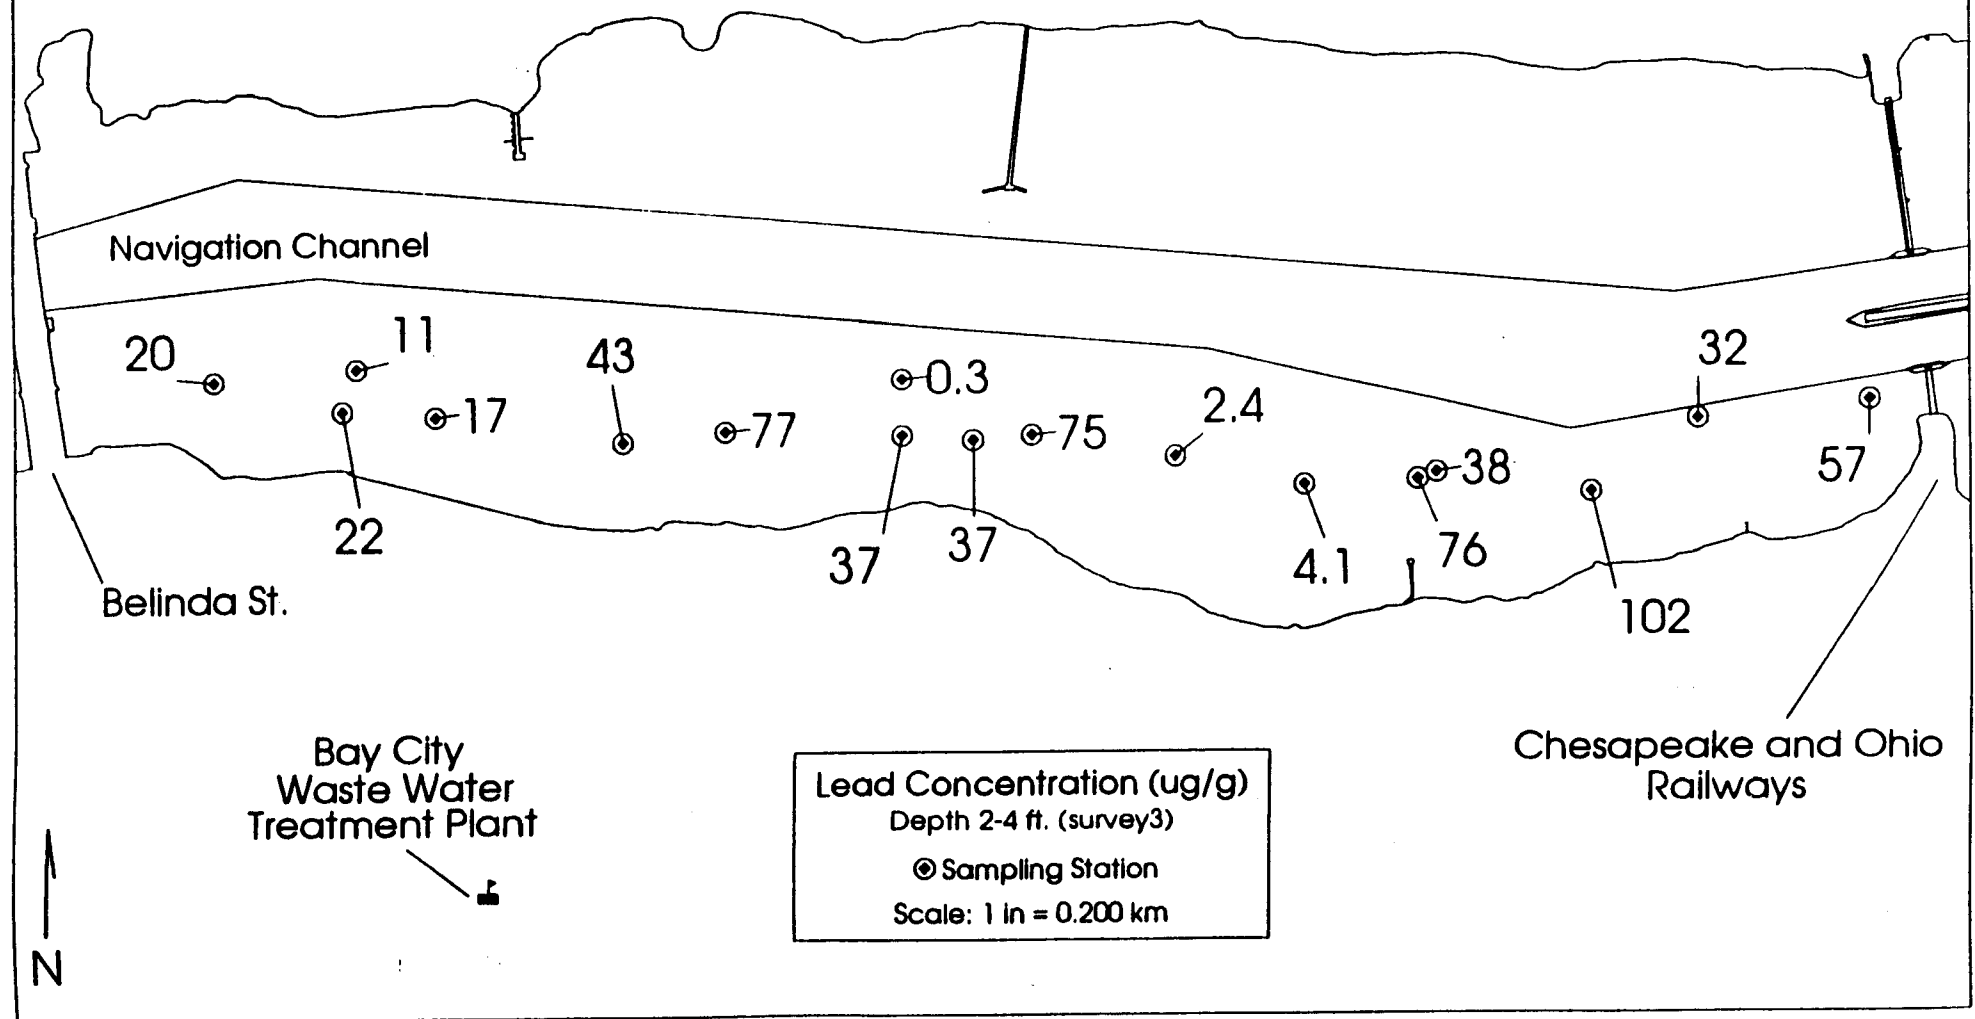 Navigation Channel
20
11
43
0.3
32
2.4
17
77
75
57
38
22
37
37
4.1
76
102
Belinda St.
Chesapeake and Ohio
Railways
Bay City
Waste Water
Treatment Plant
Lead Concentration (ug/g)
Depth 2-4 ft. (survey3)
Sampling Station
Scale: 1 in = 0.200 km
N